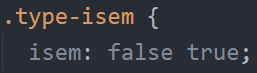 .type-isem {
  isem: false true;